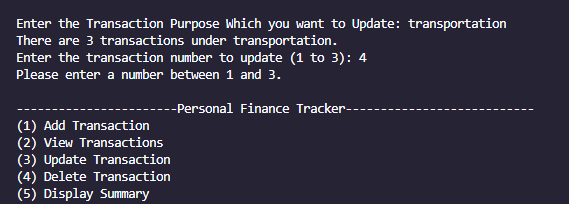 Enter the Transaction Purpose Which you want to Update: transportation
There are 3 transactions under transportation.
Enter the transaction number to update (1 to 3): 4
Please enter a number between 1 and 3.
-----------------------Personal Finance Tracker---------------------------
(1) Add Transaction
(2) View Transactions
(3) Update Transaction
(4) Delete Transaction
(5) Display Summary